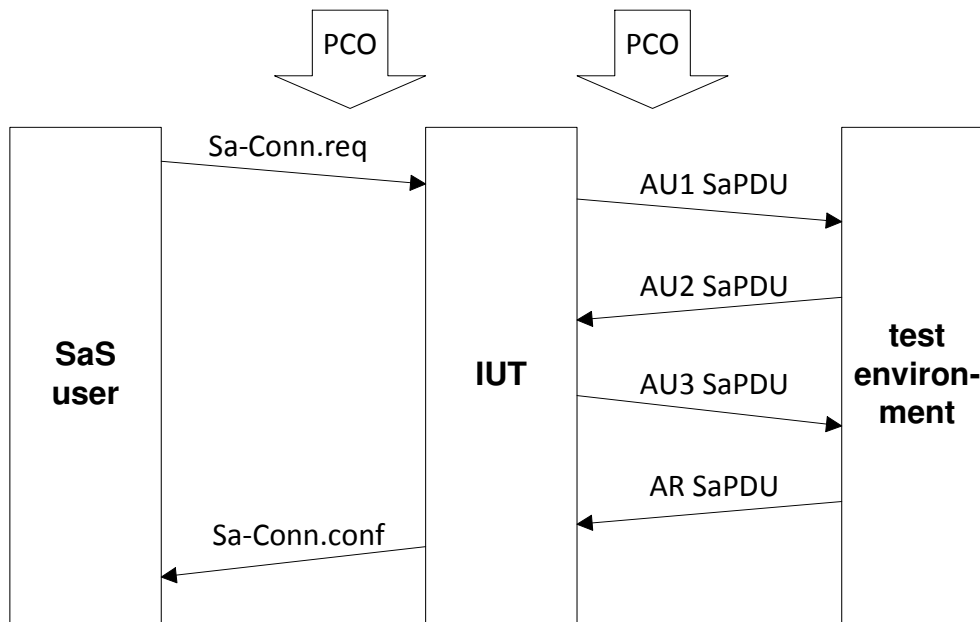 PCO
PCO
Sa-Conn.req
AU1 SaPDU
AU2 SaPDU
SaS
user
IUT
test
environ-
ment
AU3 SaPDU
AR SaPDU
Sa-Conn.conf